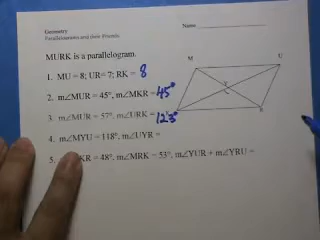 Geometry
Name
Parallelograms and their Friends
MURK is a parallelogram.
1. MU = 8; UR= 7; RK = 8
2. m∠MUR = 45°, m∠MKR = 45°
3. m∠MUR = 57°, m∠URK = 123°
4. m∠MYU = 118°, m∠UYR =
5. KR = 48°, m∠MRK = 53°, m∠YUR + m∠YRU =
M
U
Y
R